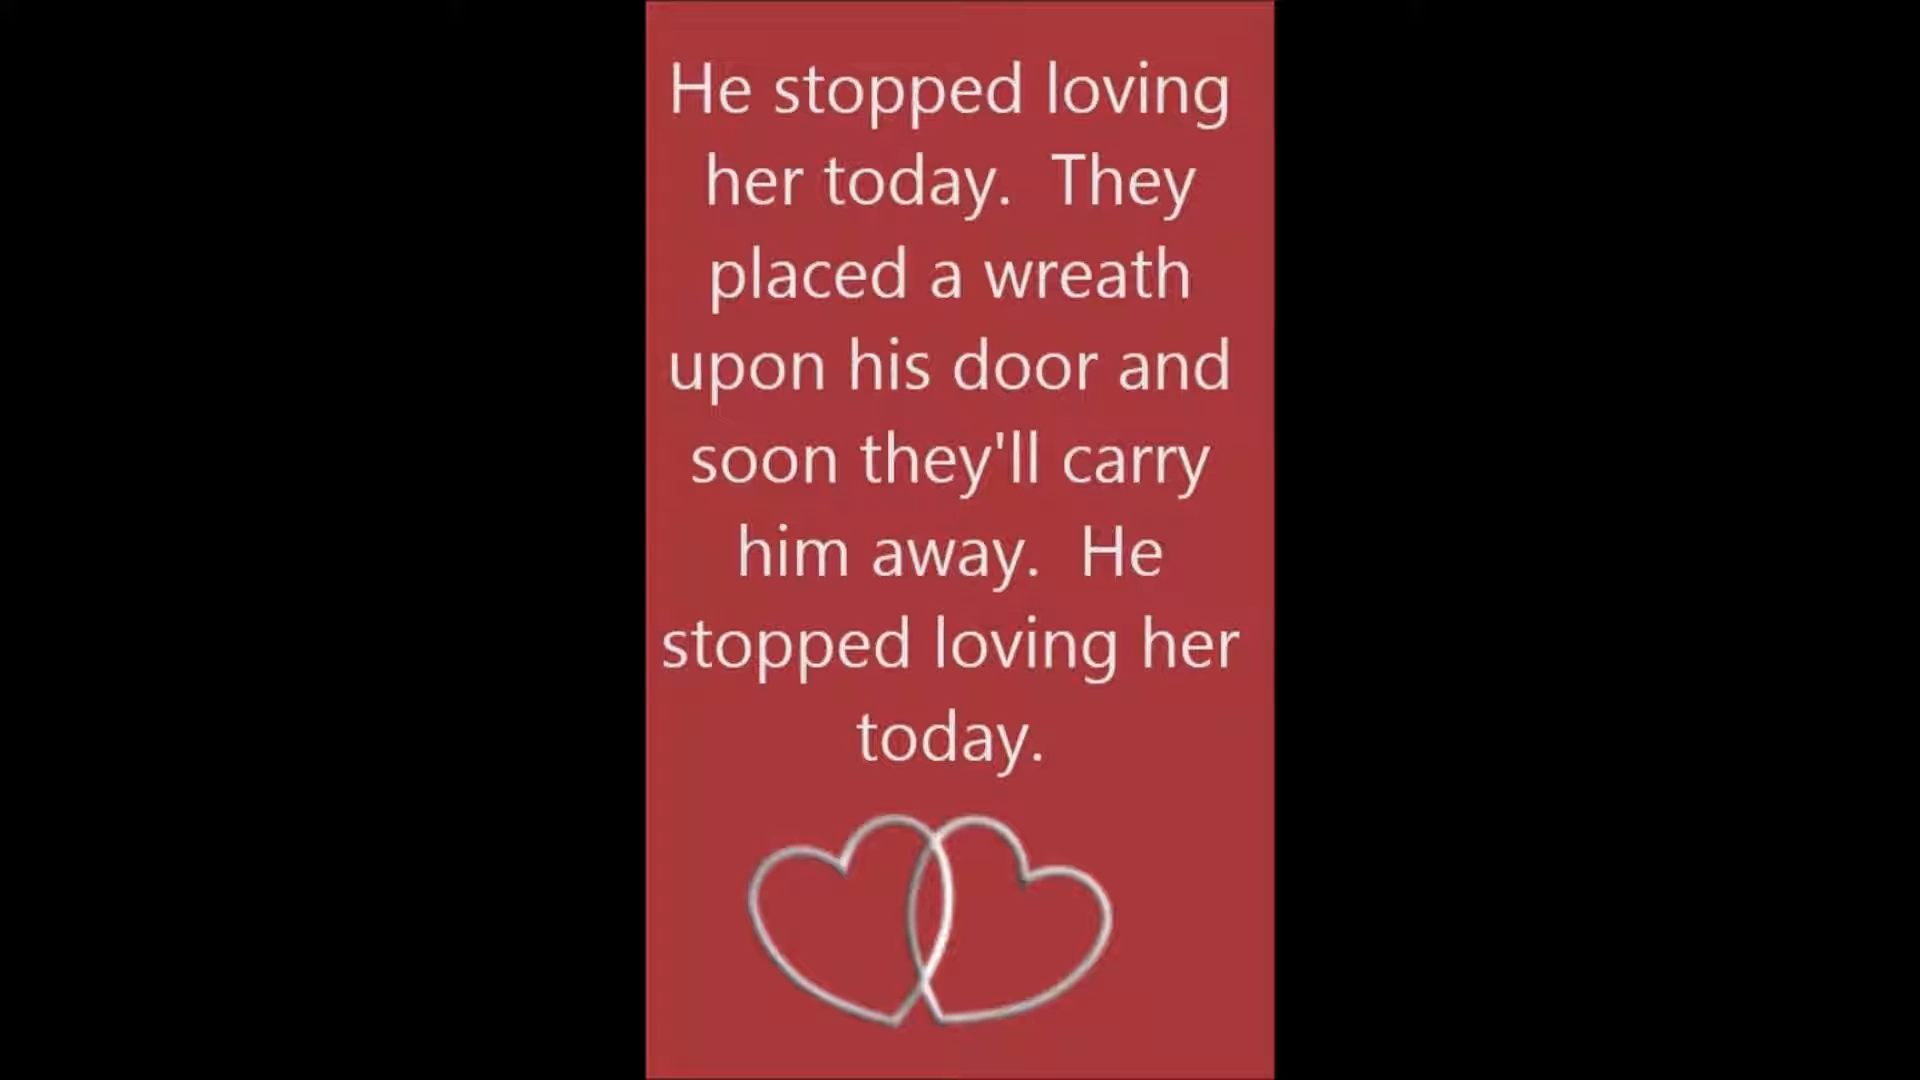 He stopped loving
her today.  They
placed a wreath
upon his door and
soon they'll carry
him away.  He
stopped loving her
today.